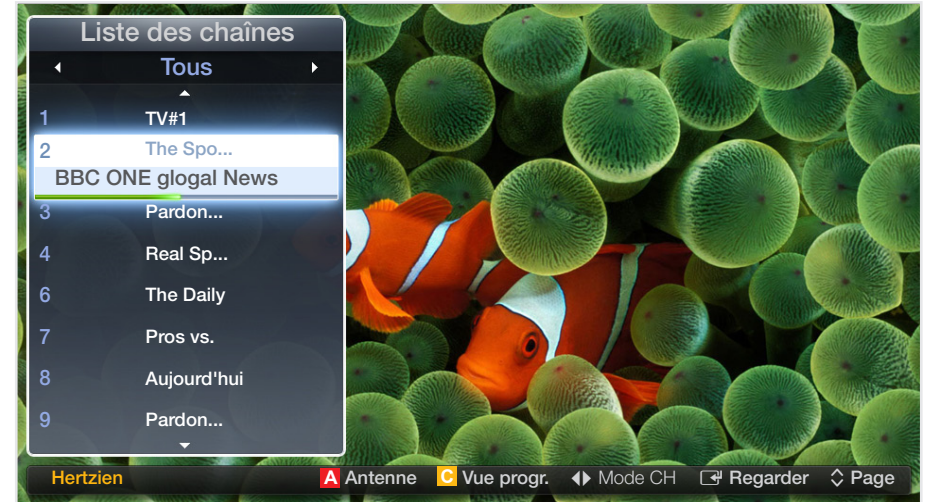 Liste des chaînes
Tous
1 TV#1
2 The Spo...
BBC ONE glogal News
3 Pardon...
4 Real Sp...
6 The Daily
7 Pros vs.
8 Aujourd'hui
9 Pardon...
Hertzien A Antenne C Vue progr. Mode CH Regarder Page